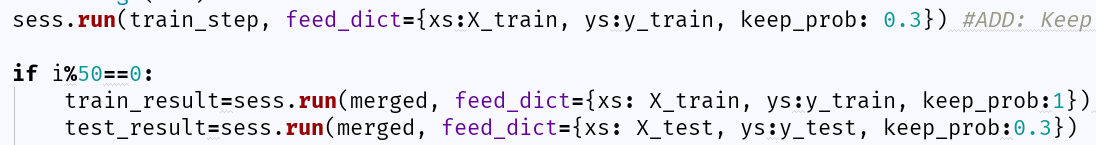 sess.run(train_step, feed_dict={xs:X_train, ys:y_train, keep_prob: 0.3}) #ADD: Keep
if i%50==0:
train_result=sess.run(merged, feed_dict={xs: X_train, ys:y_train, keep_prob:1})
test_result=sess.run(merged, feed_dict={xs: X_test, ys:y_test, keep_prob:0.3})